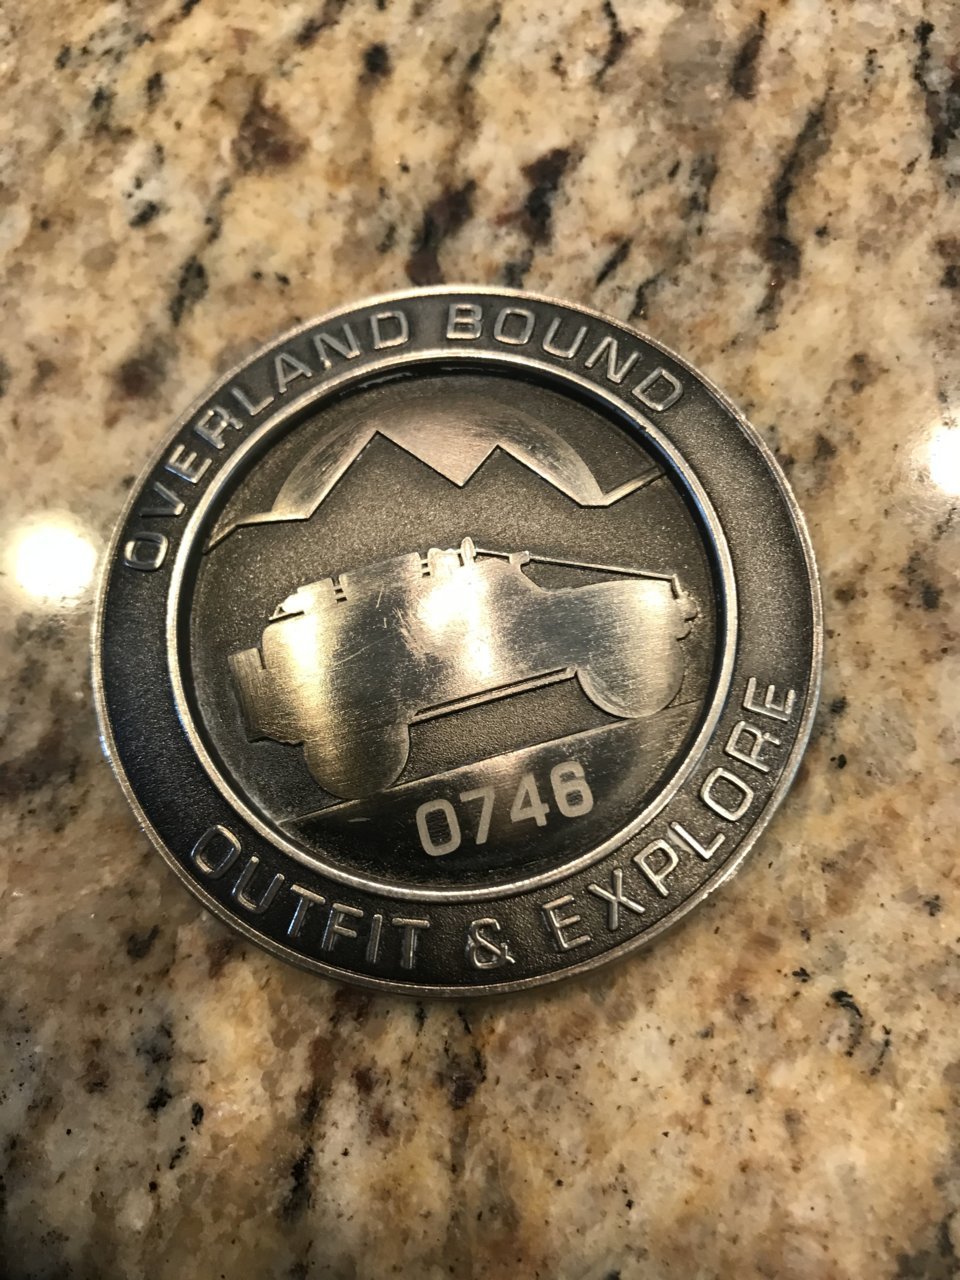 OVERLAND BOUND
0746
OUTFIT & EXPLORE